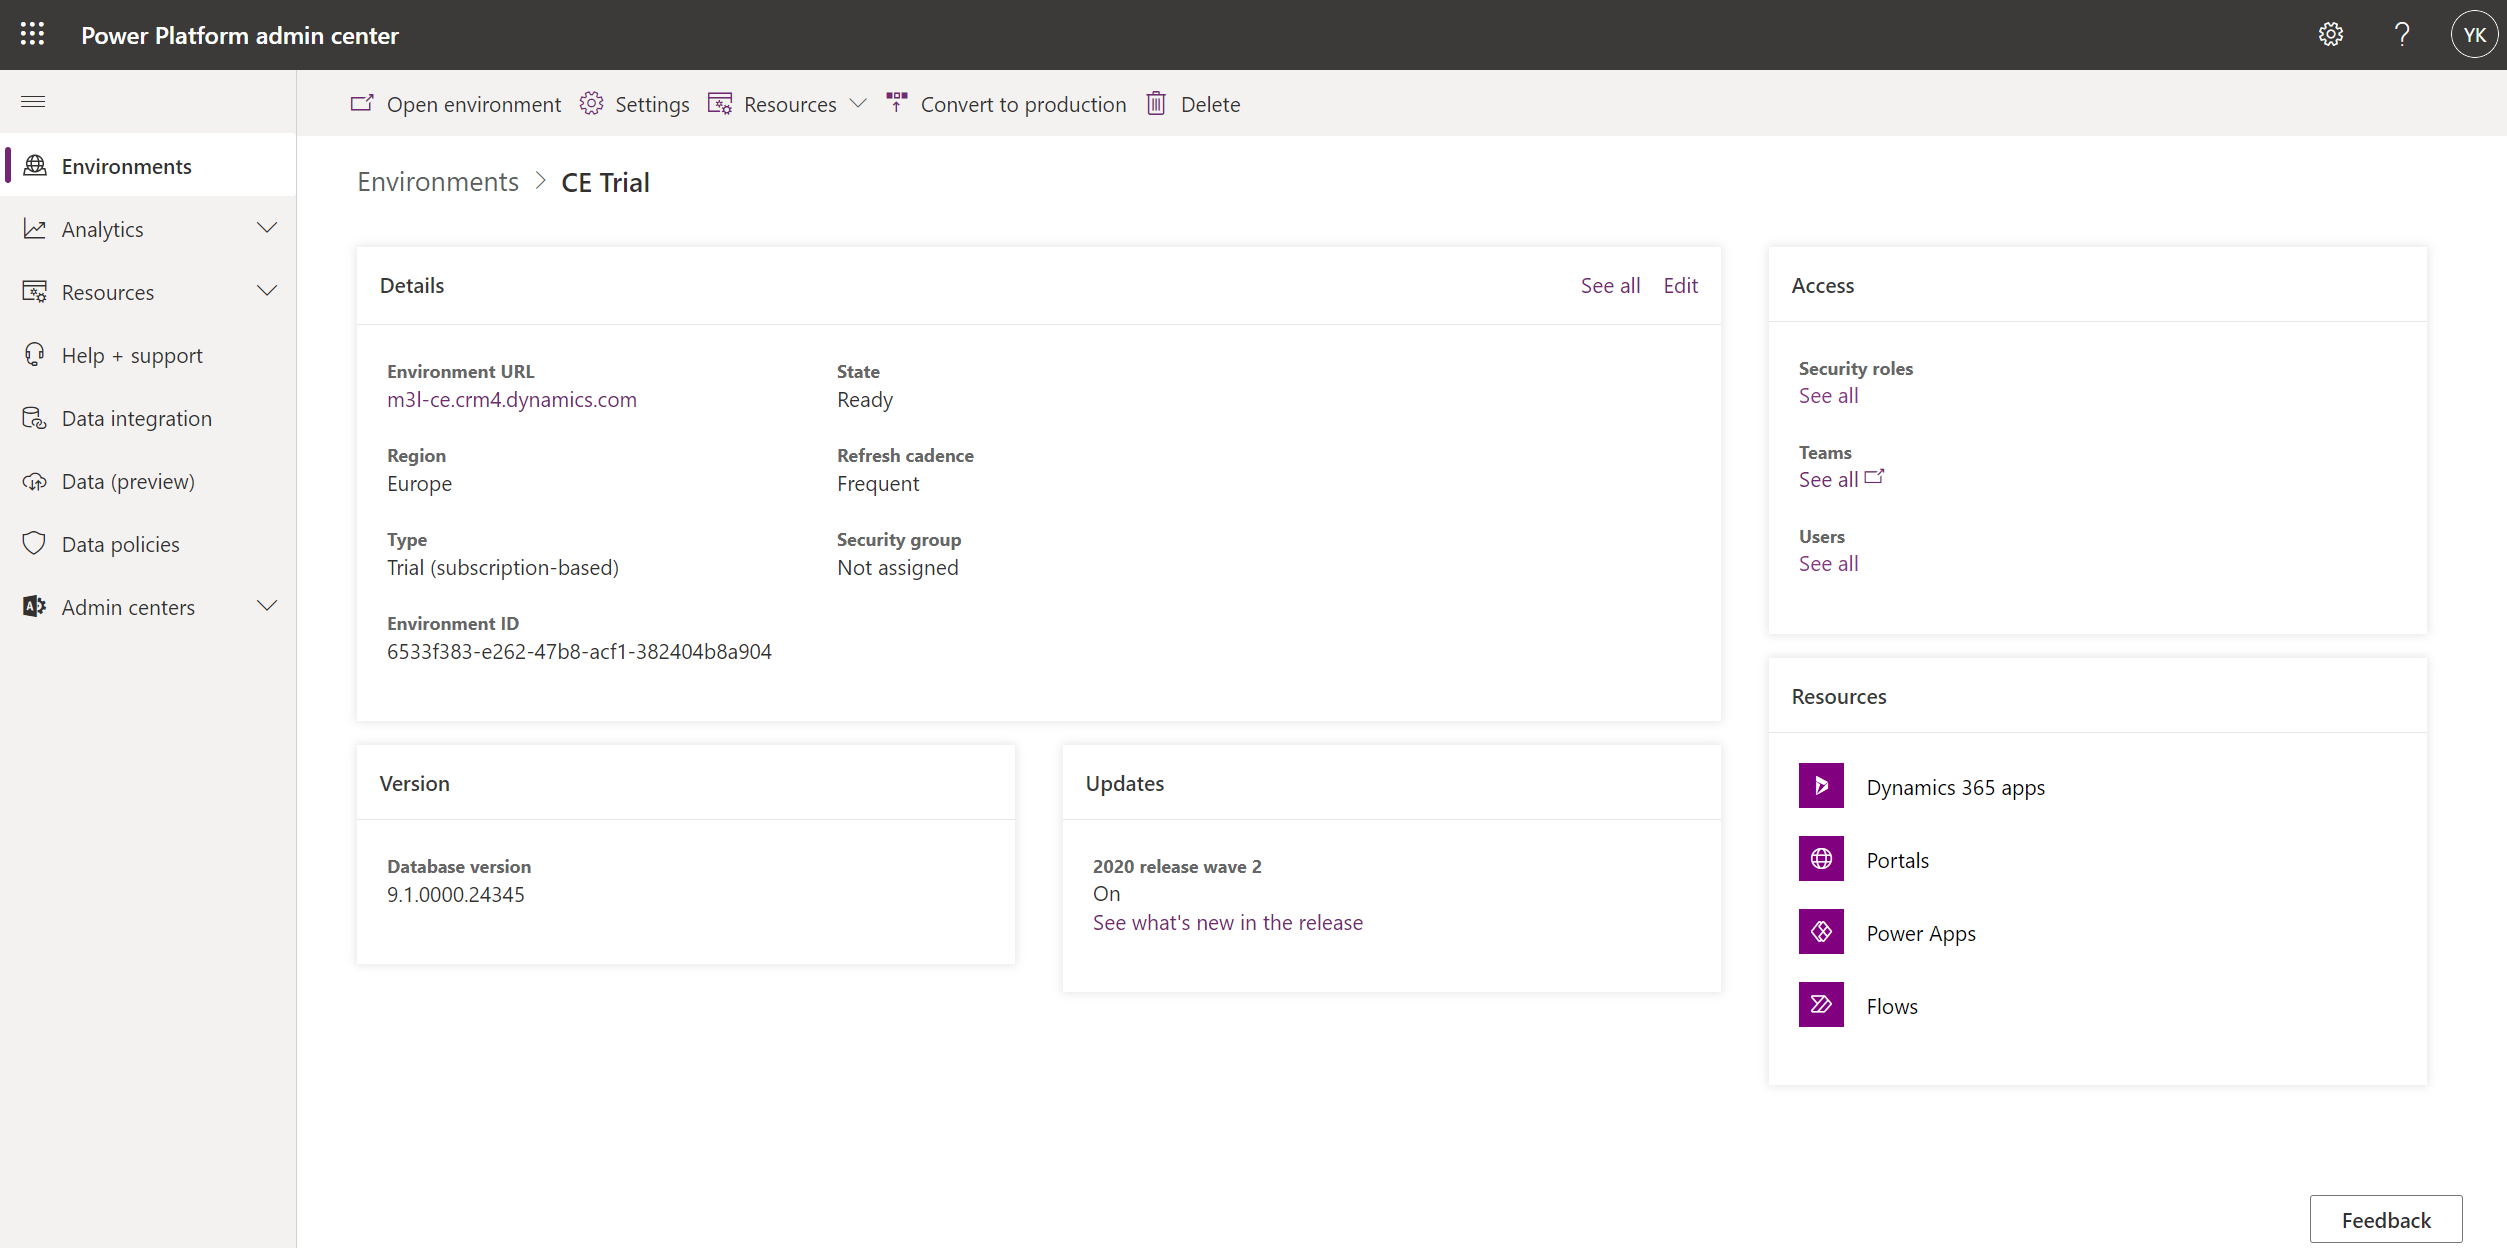 Power Platform admin center
YK
Open environment
Settings
Resources
Convert to production
Delete
Environments
Analytics
Resources
Help + support
Data integration
Data (preview)
Data policies
Admin centers
Environments > CE Trial
Details
See all
Edit
Environment URL
m3l-ce.crm4.dynamics.com
State
Ready
Region
Europe
Refresh cadence
Frequent
Type
Trial (subscription-based)
Security group
Not assigned
Environment ID
6533f383-e262-47b8-acf1-382404b8a904
Version
Database version
9.1.0000.24345
Updates
2020 release wave 2
On
See what's new in the release
Access
Security roles
See all
Teams
See all
Users
See all
Resources
Dynamics 365 apps
Portals
Power Apps
Flows
Feedback